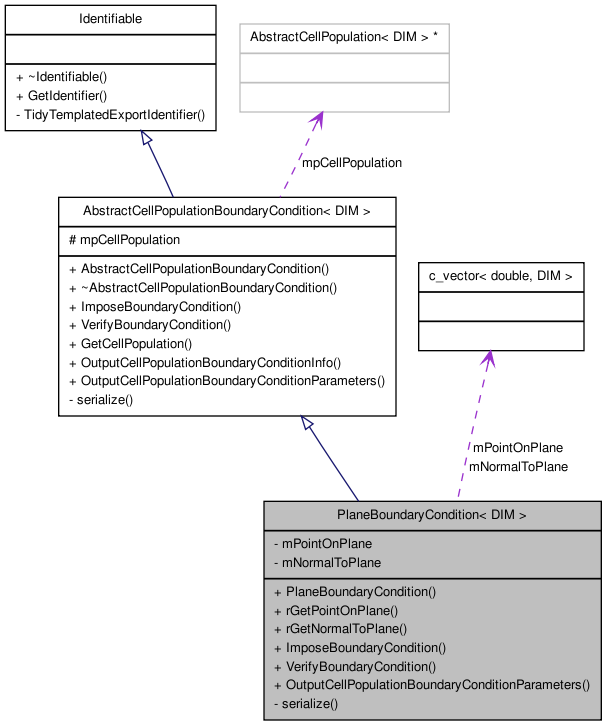 Identifiable
+ ~Identifiable()
+ GetIdentifier()
- TidyTemplatedExportIdentifier()
AbstractCellPopulation< DIM > *
mpCellPopulation
AbstractCellPopulationBoundaryCondition< DIM >
# mpCellPopulation
+ AbstractCellPopulationBoundaryCondition()
+ ~AbstractCellPopulationBoundaryCondition()
+ ImposeBoundaryCondition()
+ VerifyBoundaryCondition()
+ GetCellPopulation()
+ OutputCellPopulationBoundaryConditionInfo()
+ OutputCellPopulationBoundaryConditionParameters()
- serialize()
c_vector< double, DIM >
mPointOnPlane
mNormalToPlane
PlaneBoundaryCondition< DIM >
- mPointOnPlane
- mNormalToPlane
+ PlaneBoundaryCondition()
+ rGetPointOnPlane()
+ rGetNormalToPlane()
+ ImposeBoundaryCondition()
+ VerifyBoundaryCondition()
+ OutputCellPopulationBoundaryConditionParameters()
- serialize()